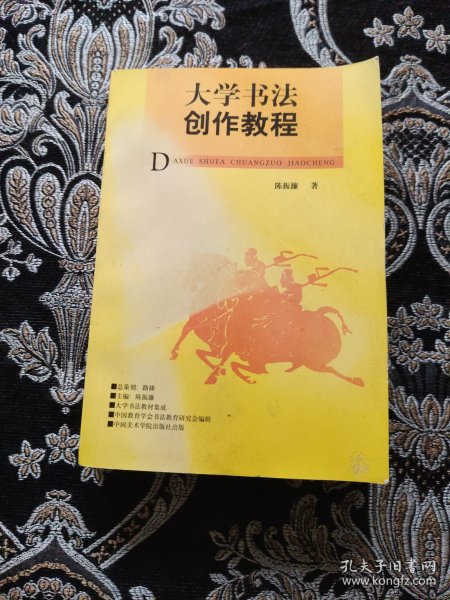 大学书法
创作教程
DAXUE SHUFA CHUANGZUO JIAOCHENG
陈振濂 著
■总策划 路棣
■主编 陈振濂
■大学书法教材集成
■中国教育学会书法教育研究会编辑
■中国美术学院出版社出版
孔夫子旧书网
www.kongfz.com